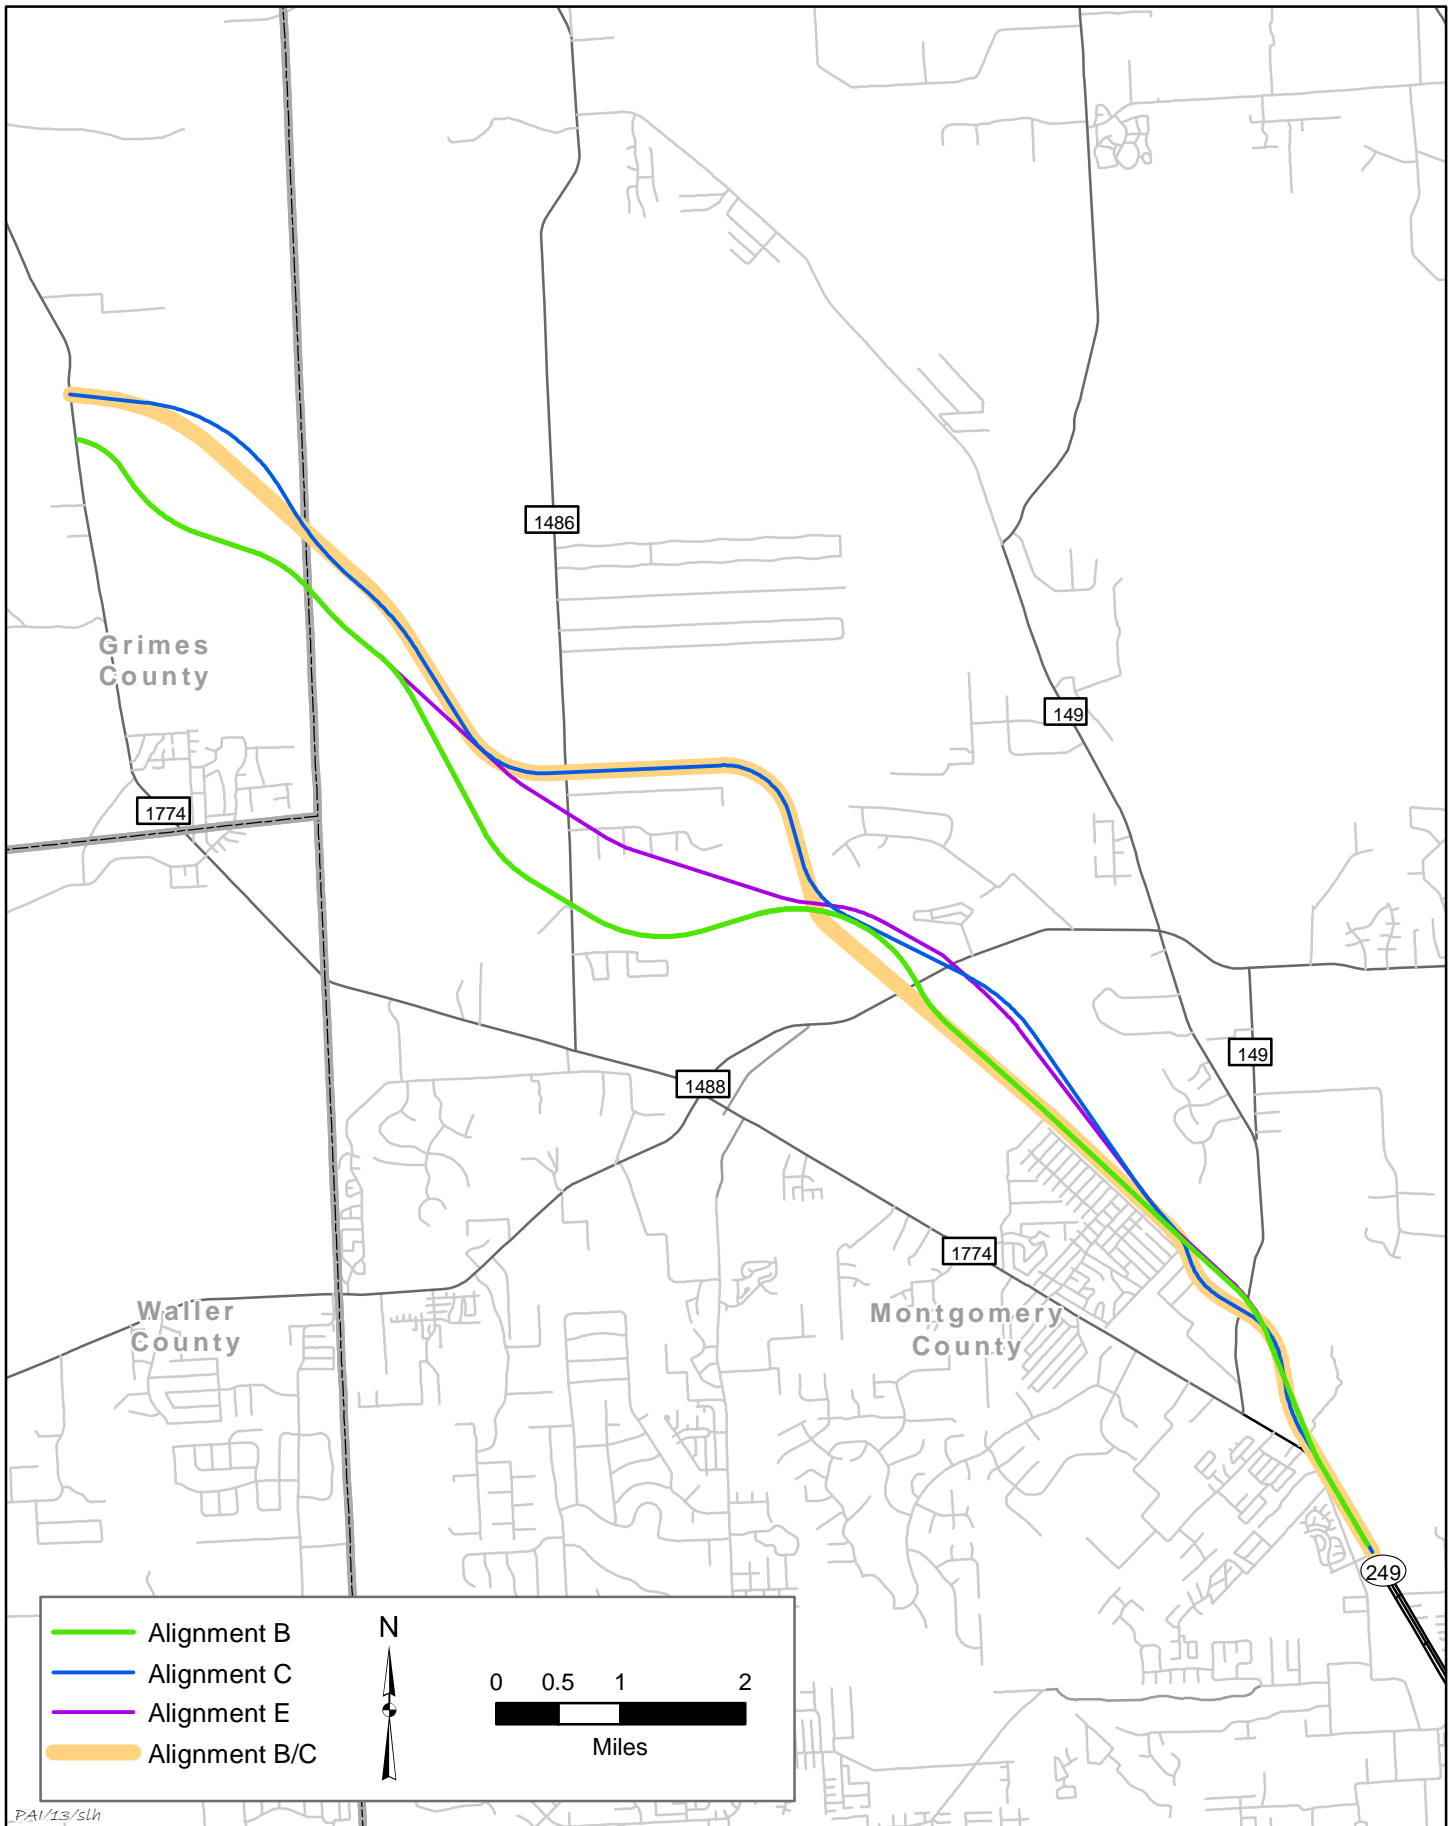 1486
Grimes
County
149
1774
149
1488
1774
Waller
County
Montgomery
County
249
Alignment B
Alignment C
Alignment E
Alignment B/C
N
0 0.5 1 2
Miles
PAI/13/slh